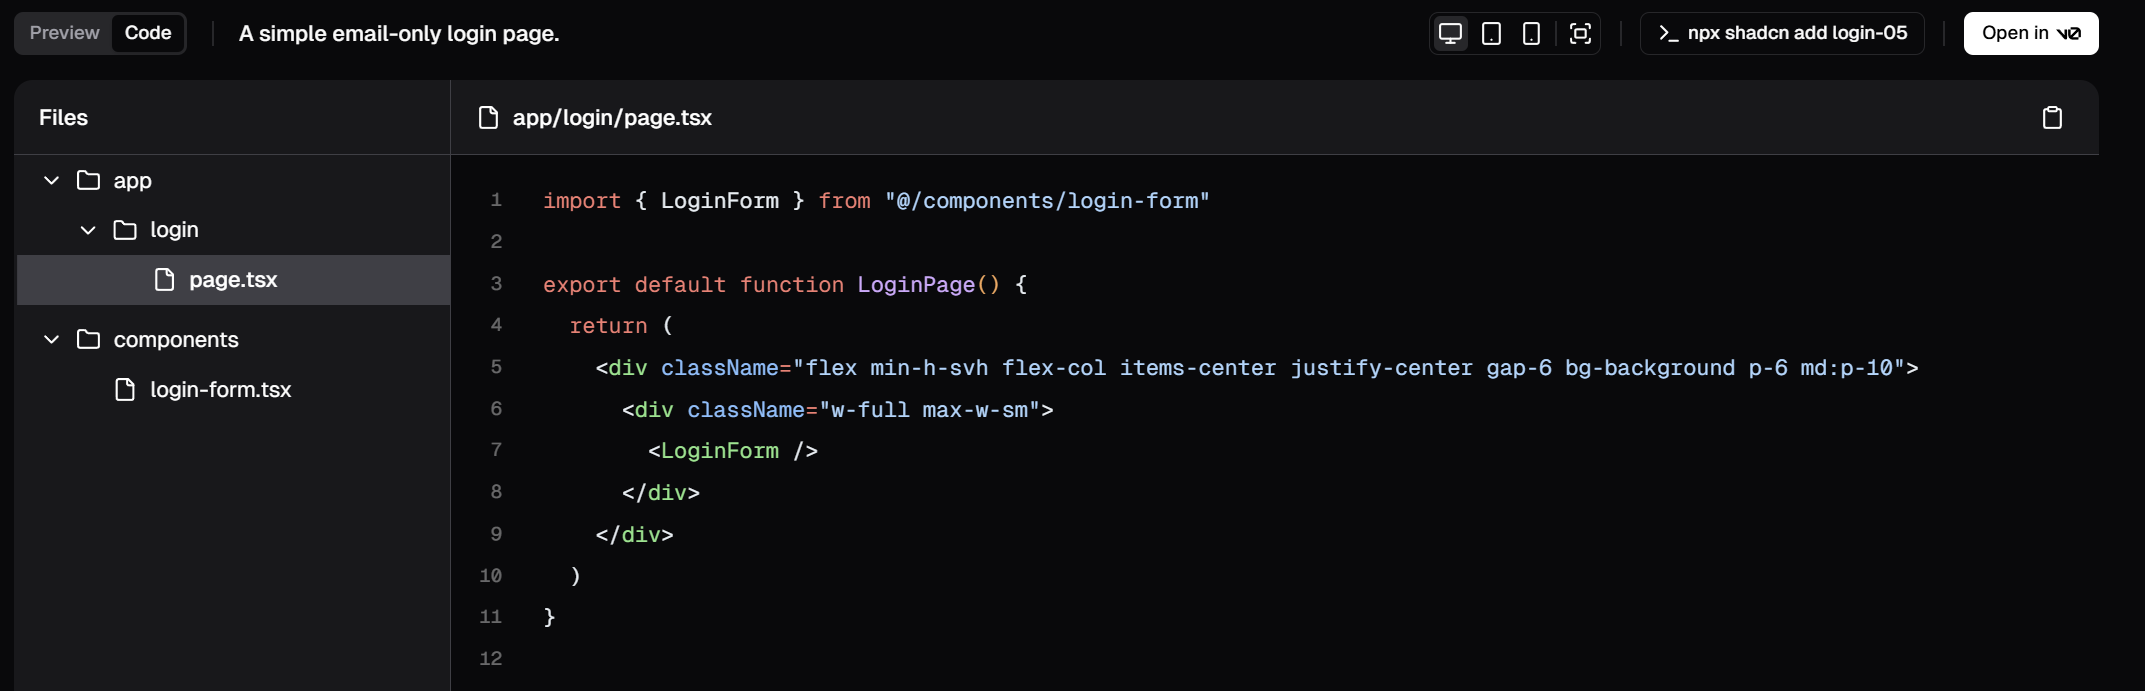 Preview Code A simple email-only login page. npx shadcn add login-05 Open in v0
Files
app
login
page.tsx
components
login-form.tsx
app/login/page.tsx
1 import { LoginForm } from "@/components/login-form"
2
3 export default function LoginPage() {
4   return (
5     <div className="flex min-h-svh flex-col items-center justify-center gap-6 bg-background p-6 md:p-10">
6       <div className="w-full max-w-sm">
7         <LoginForm />
8       </div>
9     </div>
10   )
11 }
12